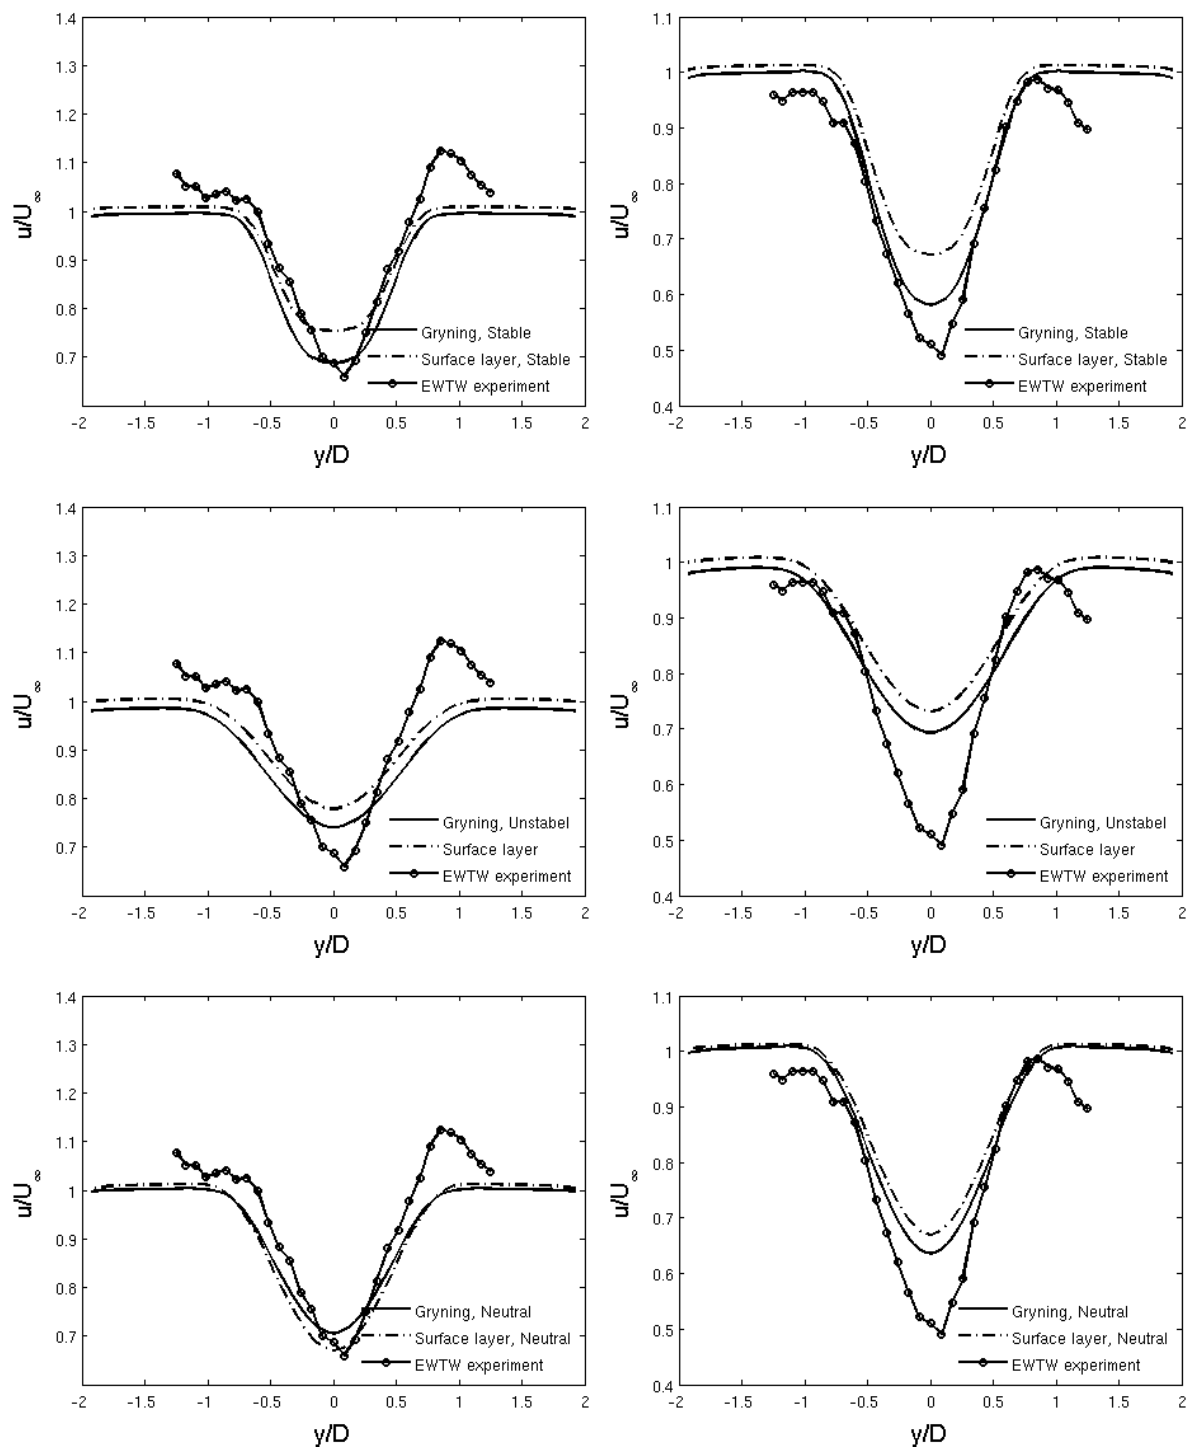 1.4
1.3
1.2
1.1
1
0.9
0.8
0.7
u/U∞
-2 -1.5 -1 -0.5 0 0.5 1 1.5 2
y/D
Gryning, Stable
Surface layer, Stable
EWTW experiment
1.1
1
0.9
0.8
0.7
0.6
0.5
0.4
u/U∞
-2 -1.5 -1 -0.5 0 0.5 1 1.5 2
y/D
Gryning, Stable
Surface layer, Stable
EWTW experiment
1.4
1.3
1.2
1.1
1
0.9
0.8
0.7
u/U∞
-2 -1.5 -1 -0.5 0 0.5 1 1.5 2
y/D
Gryning, Unstabel
Surface layer
EWTW experiment
1.1
1
0.9
0.8
0.7
0.6
0.5
0.4
u/U∞
-2 -1.5 -1 -0.5 0 0.5 1 1.5 2
y/D
Gryning, Unstabel
Surface layer
EWTW experiment
1.4
1.3
1.2
1.1
1
0.9
0.8
0.7
u/U∞
-2 -1.5 -1 -0.5 0 0.5 1 1.5 2
y/D
Gryning, Neutral
Surface layer, Neutral
EWTW experiment
1.1
1
0.9
0.8
0.7
0.6
0.5
0.4
u/U∞
-2 -1.5 -1 -0.5 0 0.5 1 1.5 2
y/D
Gryning, Neutral
Surface layer, Neutral
EWTW experiment